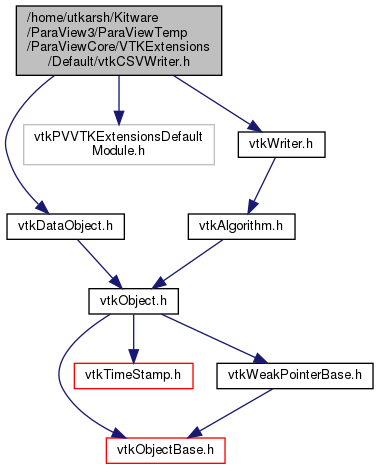 /home/utkarsh/Kitware
/ParaView3/ParaViewTemp
/ParaViewCore/VTKExtensions
/Default/vtkCSVWriter.h
vtkPVVTKExtensionsDefault
Module.h
vtkWriter.h
vtkDataObject.h
vtkAlgorithm.h
vtkObject.h
vtkTimeStamp.h
vtkWeakPointerBase.h
vtkObjectBase.h